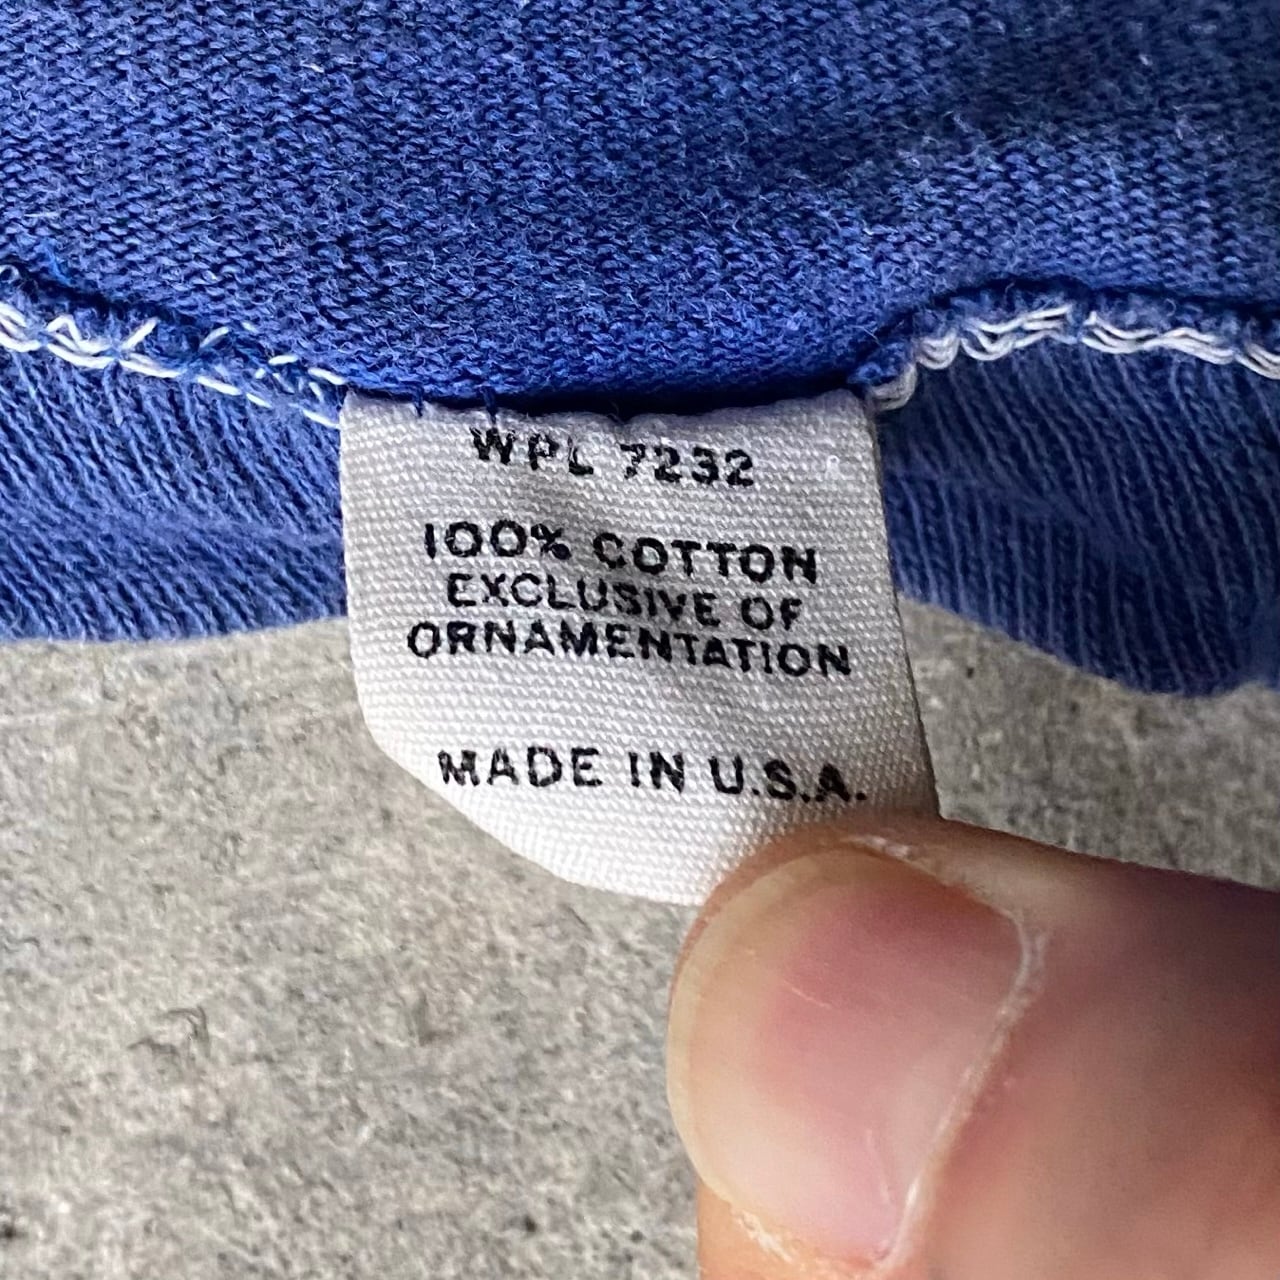 WPL 7232
100% COTTON
EXCLUSIVE OF
ORNAMENTATION
MADE IN U.S.A.